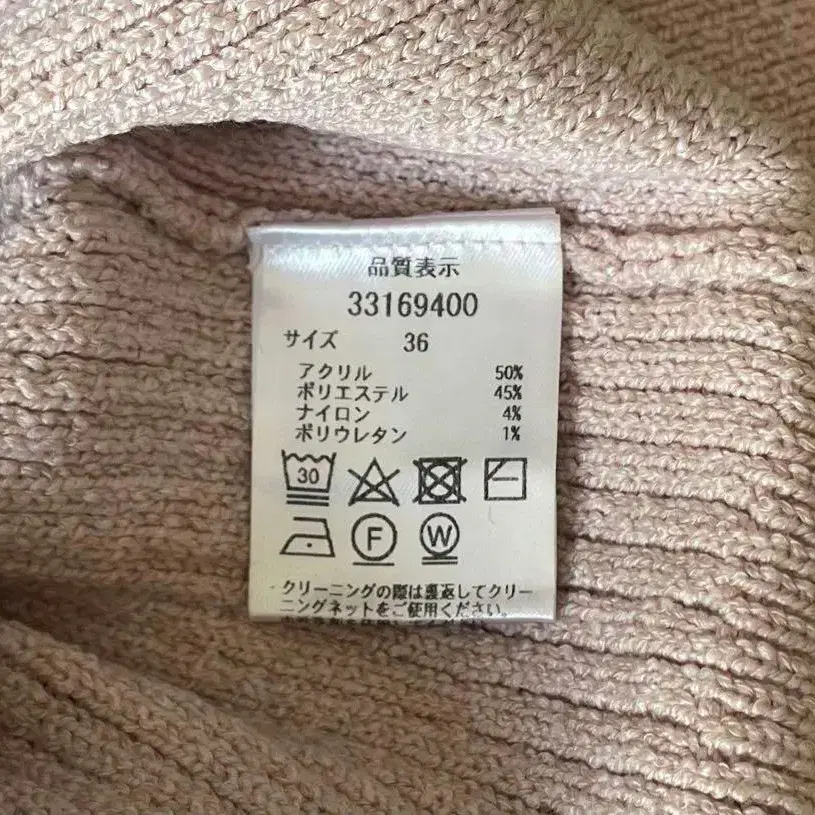 品質表示
33169400
サイズ 36
アクリル 50%
ポリエステル 45%
ナイロン 4%
ポリウレタン 1%
30
F W
クリーニングの際は裏返してクリー
ニングネットをご使用ください。